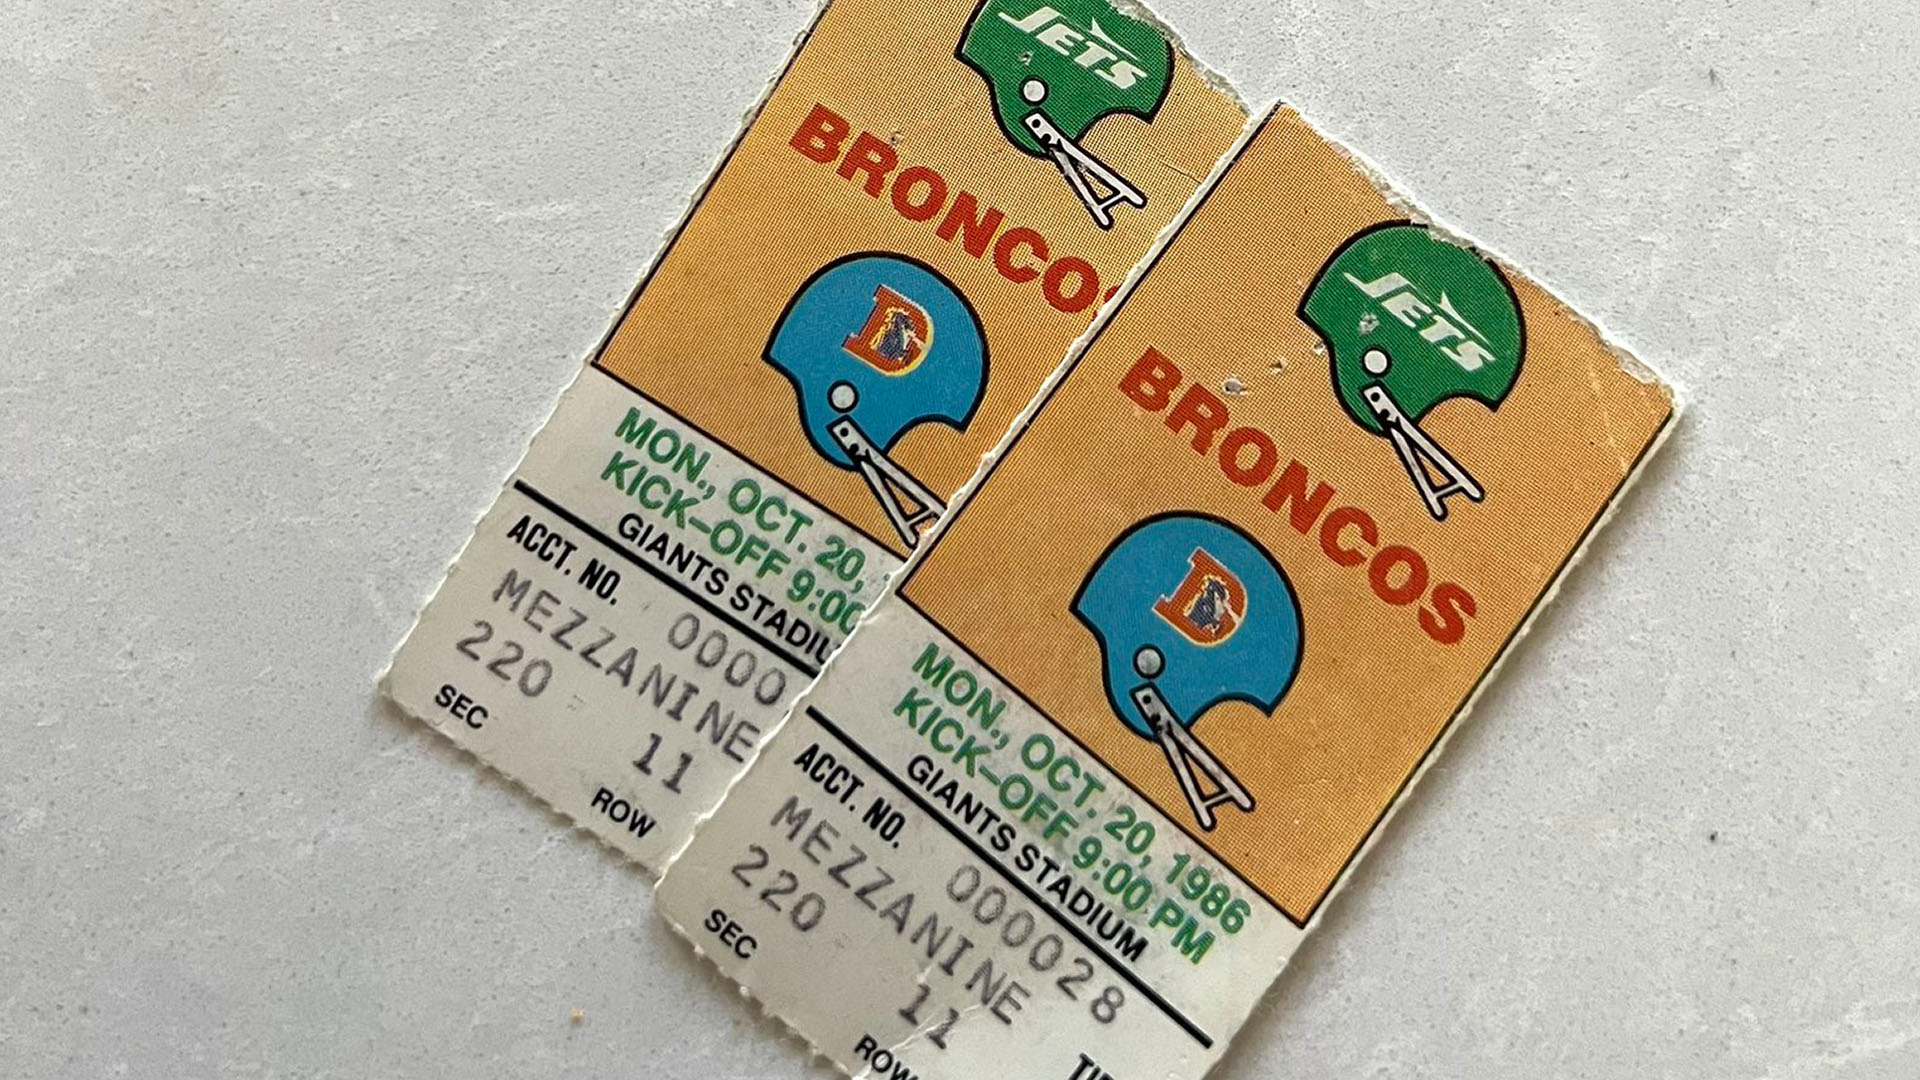 JETS
BRONCOS
D
MON., OCT. 20,
KICK-OFF 9:00
GIANTS STADIU
ACCT. NO. 0000
MEZZANINE
220 11
SEC ROW
JETS
BRONCOS
D
MON., OCT. 20, 1986
KICK-OFF 9:00 PM
GIANTS STADIUM
ACCT. NO. 000028
MEZZANINE
220 11
SEC ROW